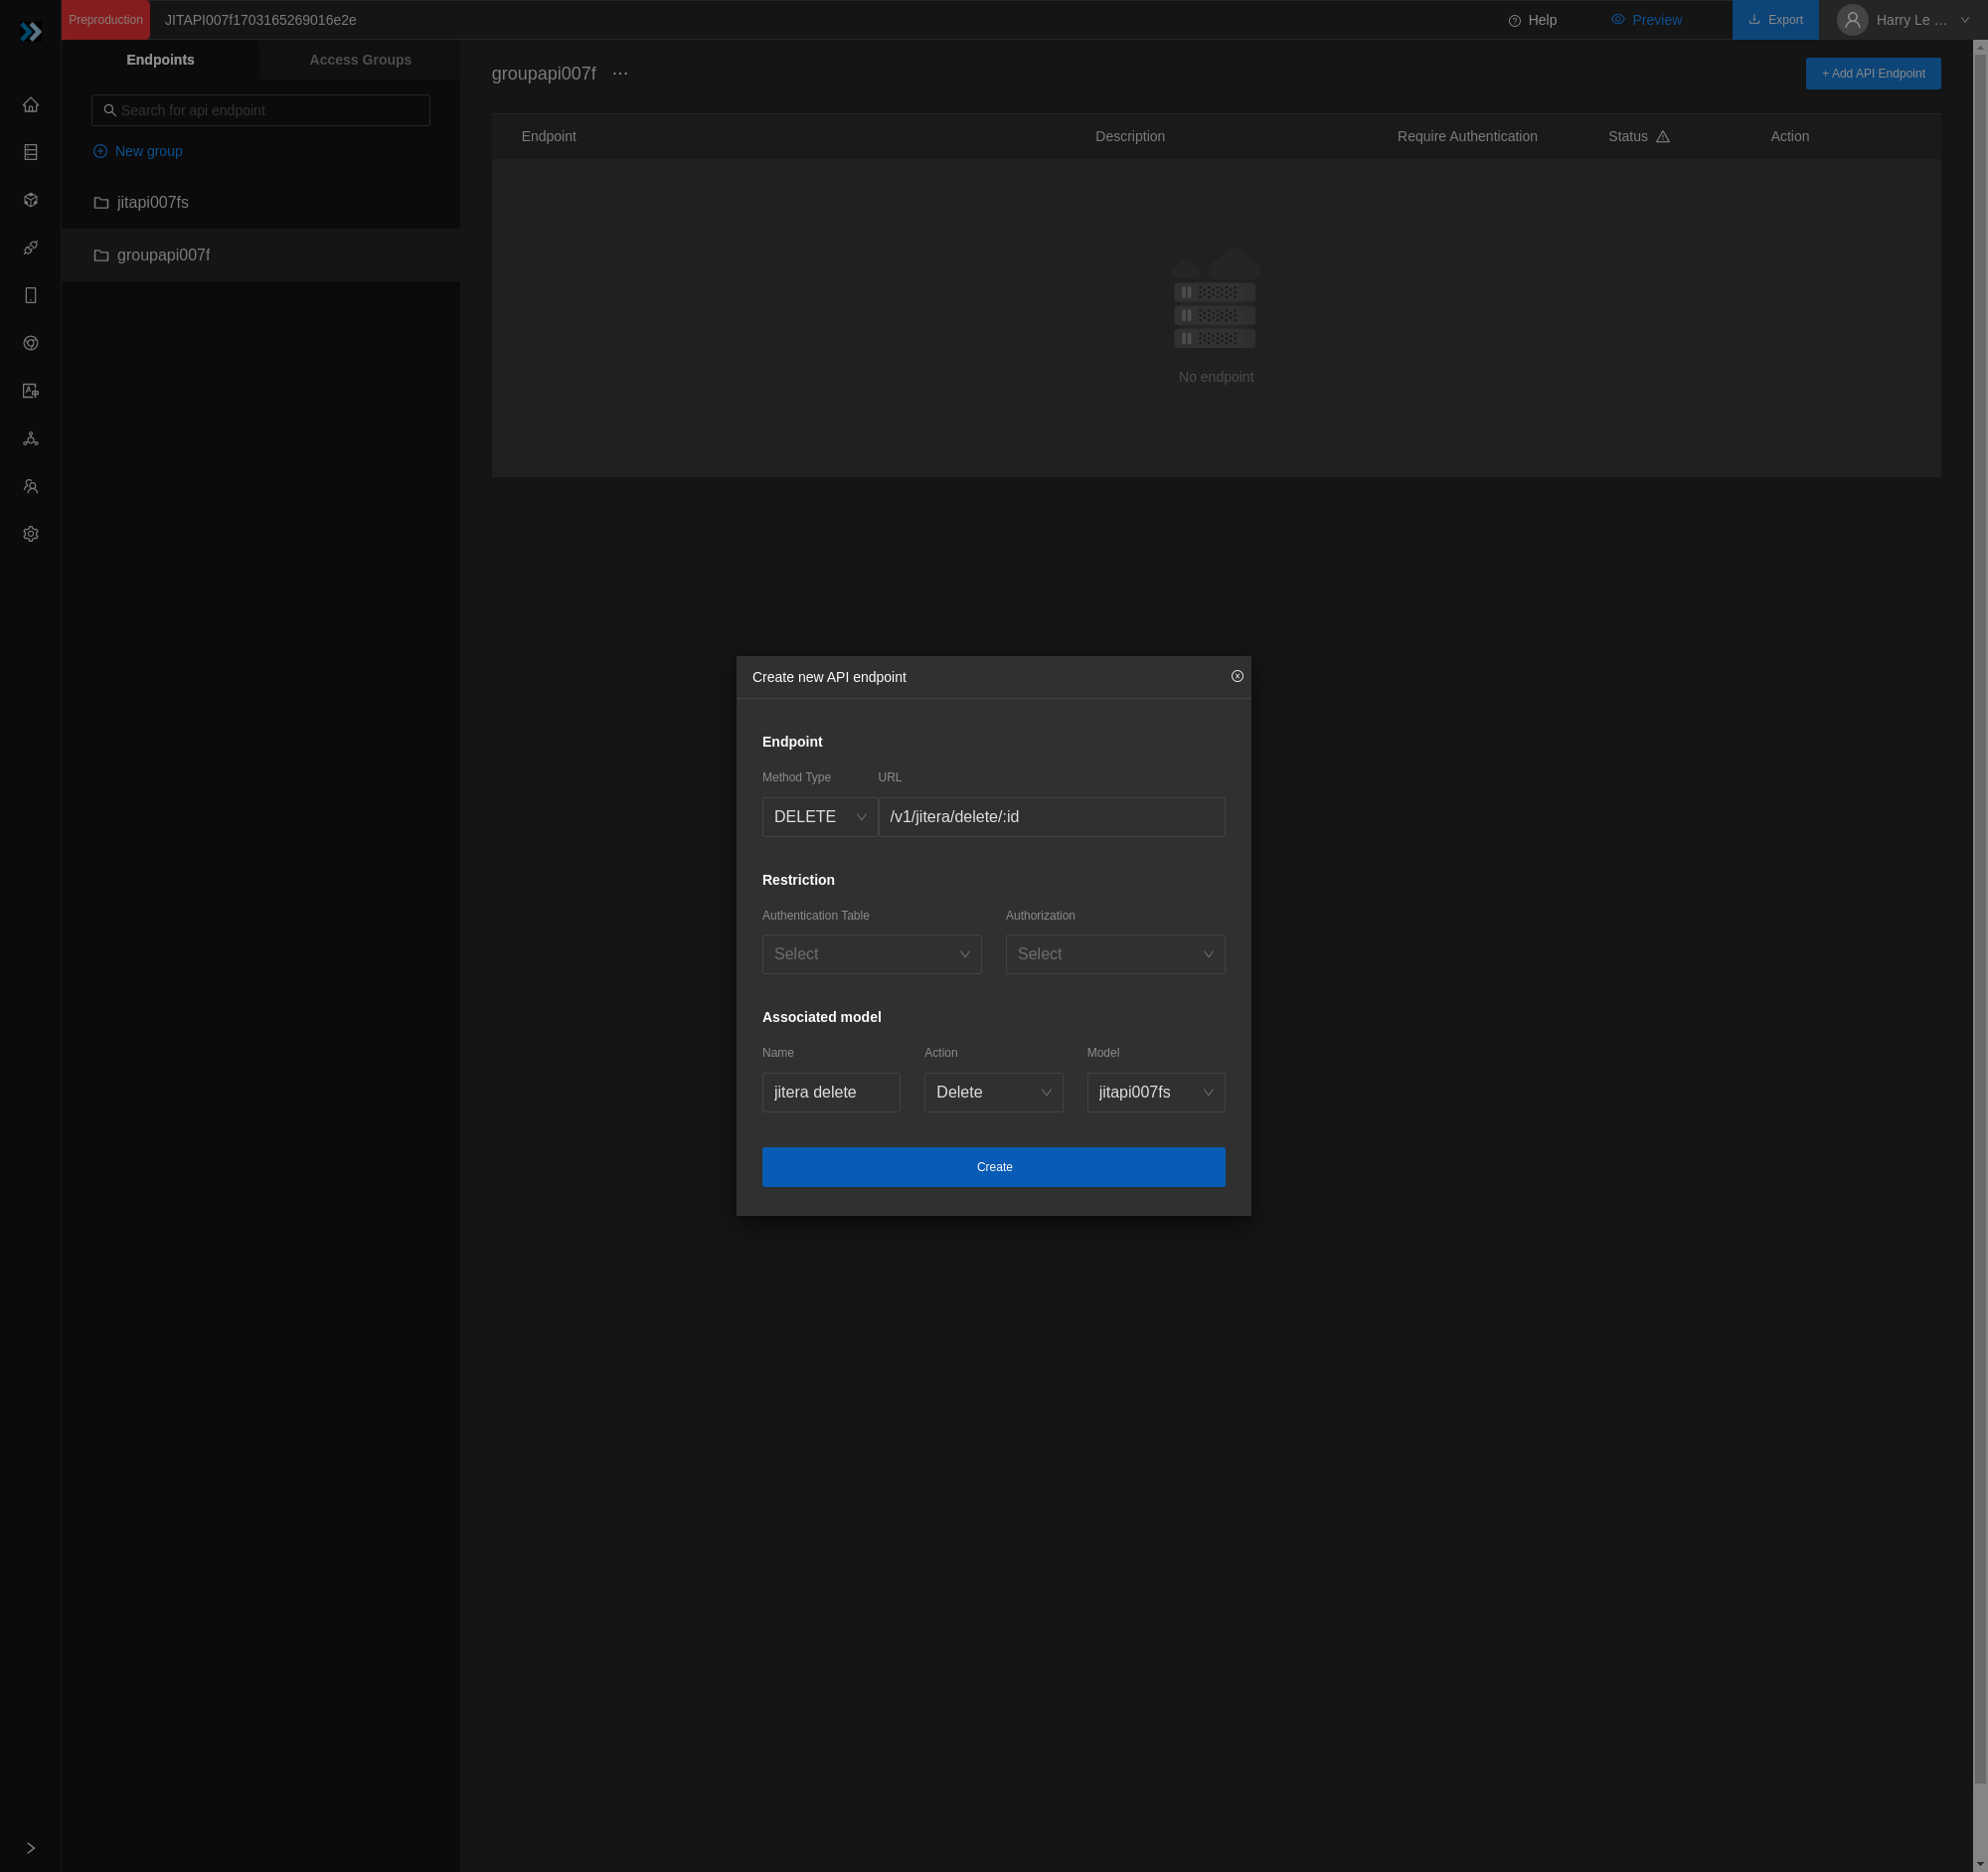 Preproduction
JITAPI007f1703165269016e2e
Help
Preview
Export
Harry Le ...
Endpoints
Access Groups
Search for api endpoint
New group
jitapi007fs
groupapi007f
groupapi007f ...
+ Add API Endpoint
Endpoint
Description
Require Authentication
Status
Action
No endpoint
Create new API endpoint
Endpoint
Method Type
URL
DELETE
/v1/jitera/delete/:id
Restriction
Authentication Table
Authorization
Select
Select
Associated model
Name
Action
Model
jitera delete
Delete
jitapi007fs
Create